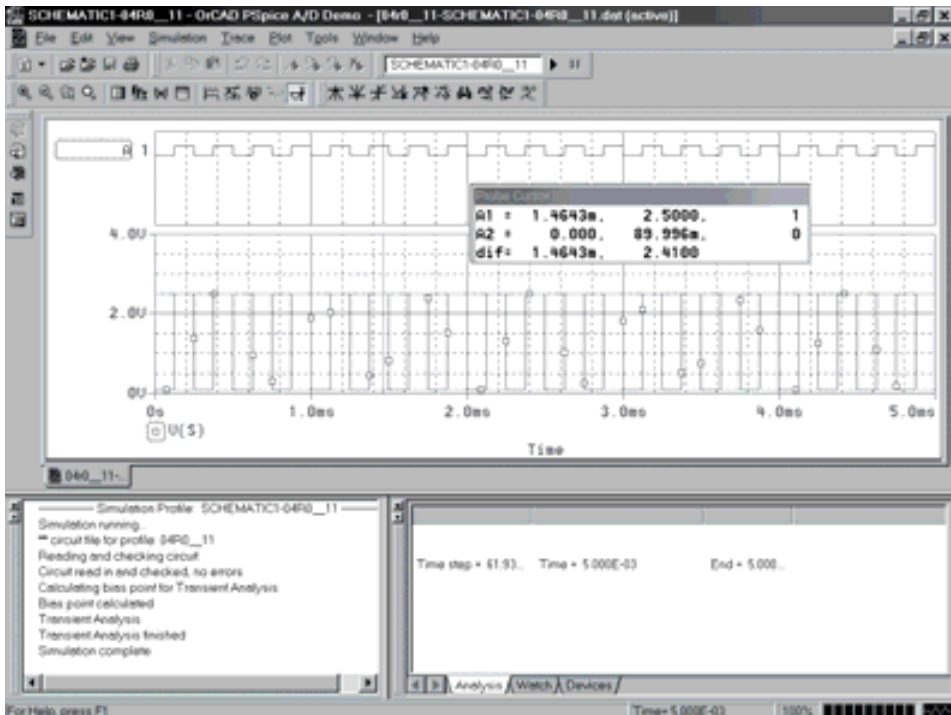 SCHEMATIC1-04R0__11 - OrCAD PSpice A/D Demo - [04r0__11-SCHEMATIC1-04R0__11.dat (active)]
File Edit View Simulation Trace Plot Tools Window Help
SCHEMATIC1-04R0__11
A 1
Probe Cursor
A1 = 1.4643m, 2.5000, 1
A2 = 0.000, 89.996m, 0
dif= 1.4643m, 2.4100
4.0V
2.0V
0V
0s 1.0ms 2.0ms 3.0ms 4.0ms 5.0ms
V(S)
Time
04r0__11-..
Simulation Profile: SCHEMATIC1-04R0__11
Simulation running...
** circuit file for profile: 04R0__11
Reading and checking circuit
Circuit read in and checked, no errors
Calculating bias point for Transient Analysis
Bias point calculated
Transient Analysis
Transient Analysis finished
Simulation complete
Time step = 61.93.. Time = 5.000E-03 End = 5.000...
Analysis Watch Devices
For Help, press F1
Time= 5.000E-03 100%